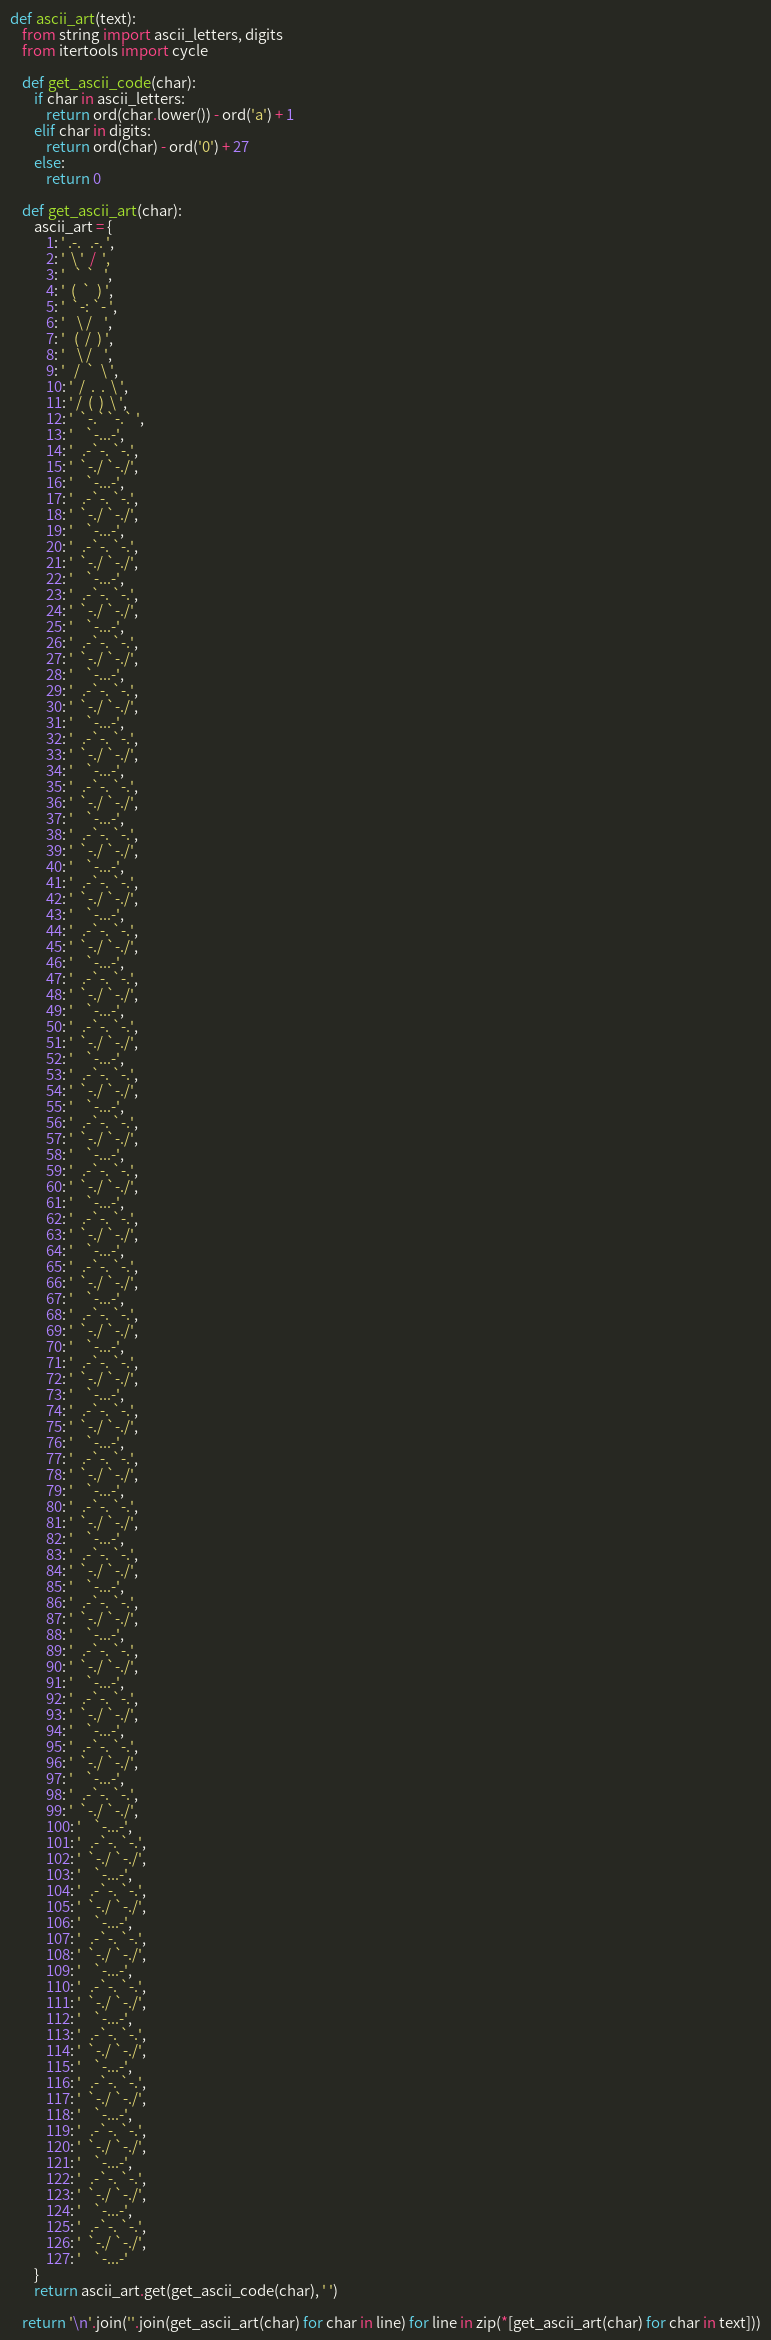 def ascii_art(text):
    from string import ascii_letters, digits
    from itertools import cycle

    def get_ascii_code(char):
        if char in ascii_letters:
            return ord(char.lower()) - ord('a') + 1
        elif char in digits:
            return ord(char) - ord('0') + 27
        else:
            return 0

    def get_ascii_art(char):
        ascii_art = {
            1: ' .-.   .-. ',
            2: '  \ '  /  ',
            3: '   `  `    ',
            4: '  (  `  ) ',
            5: '  `-: `- ',
            6: '    \ /    ',
            7: '   (  /  ) ',
            8: '    \ /    ',
            9: '   /  `  \ ',
            10: '  /  .  .  \ ',
            11: ' /  (  )  \ ',
            12: '  `-.` `-.`  ',
            13: '    `-...-',
            14: '   .-`-. `-.',
            15: '  `-./ `-./',
            16: '    `-...-',
            17: '   .-`-. `-.',
            18: '  `-./ `-./',
            19: '    `-...-',
            20: '   .-`-. `-.',
            21: '  `-./ `-./',
            22: '    `-...-',
            23: '   .-`-. `-.',
            24: '  `-./ `-./',
            25: '    `-...-',
            26: '   .-`-. `-.',
            27: '  `-./ `-./',
            28: '    `-...-',
            29: '   .-`-. `-.',
            30: '  `-./ `-./',
            31: '    `-...-',
            32: '   .-`-. `-.',
            33: '  `-./ `-./',
            34: '    `-...-',
            35: '   .-`-. `-.',
            36: '  `-./ `-./',
            37: '    `-...-',
            38: '   .-`-. `-.',
            39: '  `-./ `-./',
            40: '    `-...-',
            41: '   .-`-. `-.',
            42: '  `-./ `-./',
            43: '    `-...-',
            44: '   .-`-. `-.',
            45: '  `-./ `-./',
            46: '    `-...-',
            47: '   .-`-. `-.',
            48: '  `-./ `-./',
            49: '    `-...-',
            50: '   .-`-. `-.',
            51: '  `-./ `-./',
            52: '    `-...-',
            53: '   .-`-. `-.',
            54: '  `-./ `-./',
            55: '    `-...-',
            56: '   .-`-. `-.',
            57: '  `-./ `-./',
            58: '    `-...-',
            59: '   .-`-. `-.',
            60: '  `-./ `-./',
            61: '    `-...-',
            62: '   .-`-. `-.',
            63: '  `-./ `-./',
            64: '    `-...-',
            65: '   .-`-. `-.',
            66: '  `-./ `-./',
            67: '    `-...-',
            68: '   .-`-. `-.',
            69: '  `-./ `-./',
            70: '    `-...-',
            71: '   .-`-. `-.',
            72: '  `-./ `-./',
            73: '    `-...-',
            74: '   .-`-. `-.',
            75: '  `-./ `-./',
            76: '    `-...-',
            77: '   .-`-. `-.',
            78: '  `-./ `-./',
            79: '    `-...-',
            80: '   .-`-. `-.',
            81: '  `-./ `-./',
            82: '    `-...-',
            83: '   .-`-. `-.',
            84: '  `-./ `-./',
            85: '    `-...-',
            86: '   .-`-. `-.',
            87: '  `-./ `-./',
            88: '    `-...-',
            89: '   .-`-. `-.',
            90: '  `-./ `-./',
            91: '    `-...-',
            92: '   .-`-. `-.',
            93: '  `-./ `-./',
            94: '    `-...-',
            95: '   .-`-. `-.',
            96: '  `-./ `-./',
            97: '    `-...-',
            98: '   .-`-. `-.',
            99: '  `-./ `-./',
            100: '    `-...-',
            101: '   .-`-. `-.',
            102: '  `-./ `-./',
            103: '    `-...-',
            104: '   .-`-. `-.',
            105: '  `-./ `-./',
            106: '    `-...-',
            107: '   .-`-. `-.',
            108: '  `-./ `-./',
            109: '    `-...-',
            110: '   .-`-. `-.',
            111: '  `-./ `-./',
            112: '    `-...-',
            113: '   .-`-. `-.',
            114: '  `-./ `-./',
            115: '    `-...-',
            116: '   .-`-. `-.',
            117: '  `-./ `-./',
            118: '    `-...-',
            119: '   .-`-. `-.',
            120: '  `-./ `-./',
            121: '    `-...-',
            122: '   .-`-. `-.',
            123: '  `-./ `-./',
            124: '    `-...-',
            125: '   .-`-. `-.',
            126: '  `-./ `-./',
            127: '    `-...-'
        }
        return ascii_art.get(get_ascii_code(char), ' ')

    return '\n'.join(''.join(get_ascii_art(char) for char in line) for line in zip(*[get_ascii_art(char) for char in text]))